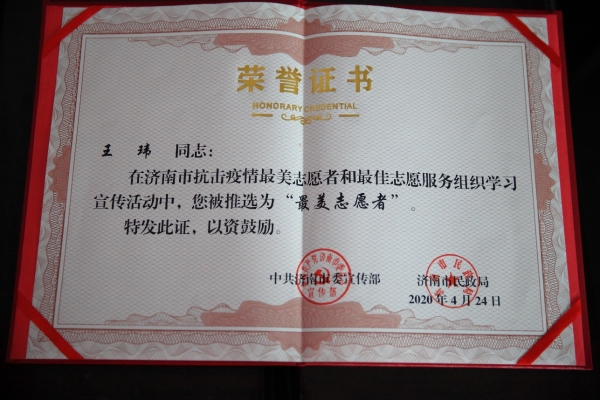 荣誉证书
HONORARY CREDENTIAL
王 玮 同志：
在济南市抗击疫情最美志愿者和最佳志愿服务组织学习
宣传活动中，您被推选为“最美志愿者”。
特发此证，以资鼓励。
中共济南市委宣传部 济南市民政局
2020年4月24日